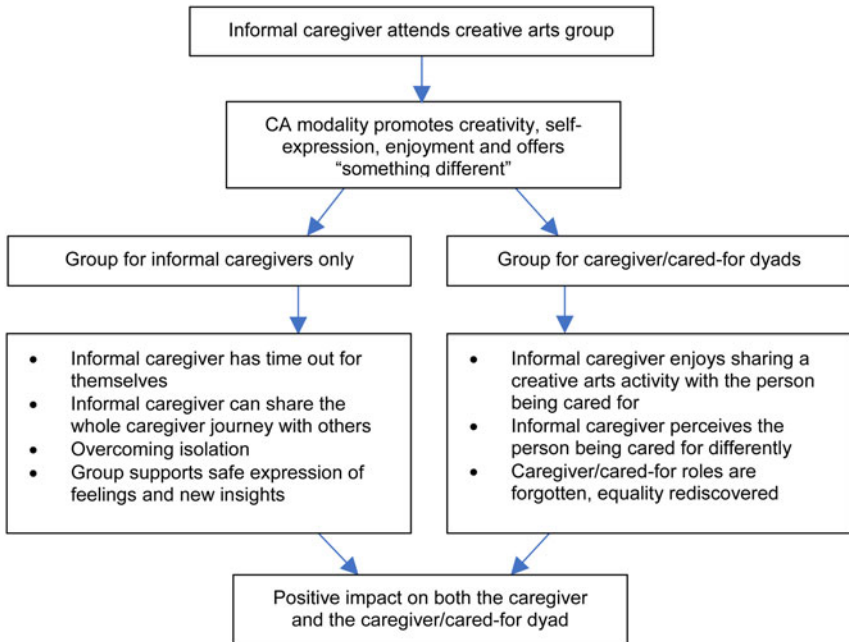 Informal caregiver attends creative arts group
CA modality promotes creativity, self-
expression, enjoyment and offers
“something different”
Group for informal caregivers only
Group for caregiver/cared-for dyads
• Informal caregiver has time out for
themselves
• Informal caregiver can share the
whole caregiver journey with others
• Overcoming isolation
• Group supports safe expression of
feelings and new insights
• Informal caregiver enjoys sharing a
creative arts activity with the person
being cared for
• Informal caregiver perceives the
person being cared for differently
• Caregiver/cared-for roles are
forgotten, equality rediscovered
Positive impact on both the caregiver
and the caregiver/cared-for dyad